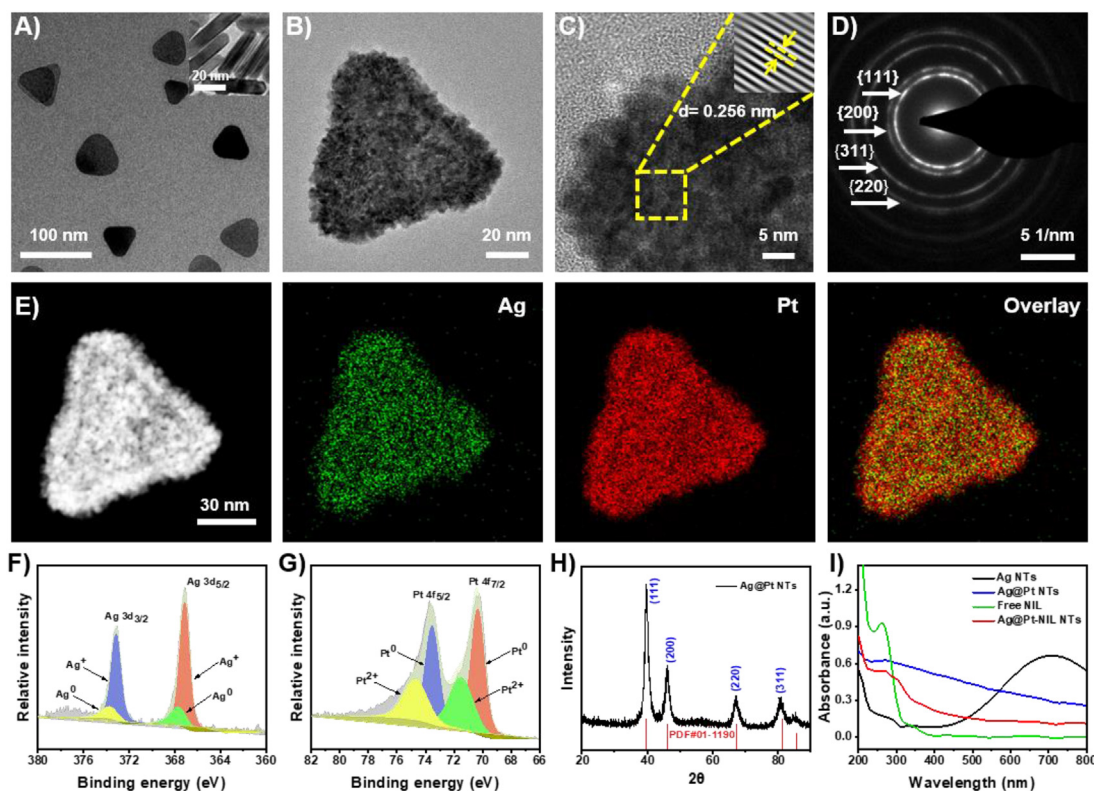 A)
20 nm
100 nm
B)
20 nm
C)
d= 0.256 nm
5 nm
D)
{111}
{200}
{311}
{220}
5 1/nm
E)
30 nm
Ag
Pt
Overlay
F)
Relative intensity
Ag 3d3/2
Ag 3d5/2
Ag+
Ag0
Ag+
Ag0
380 376 372 368 364 360
Binding energy (eV)
G)
Relative intensity
Pt 4f5/2
Pt 4f7/2
Pt0
Pt2+
Pt0
Pt2+
82 78 74 70 66
Binding energy (eV)
H)
Intensity
Ag@Pt NTs
(111)
(200)
(220)
(311)
PDF#01-1190
20 40 60 80
2θ
I)
Absorbance (a.u.)
Ag NTs
Ag@Pt NTs
Free NIL
Ag@Pt-NIL NTs
1.2
0.9
0.6
0.3
0.0
200 300 400 500 600 700 800
Wavelength (nm)